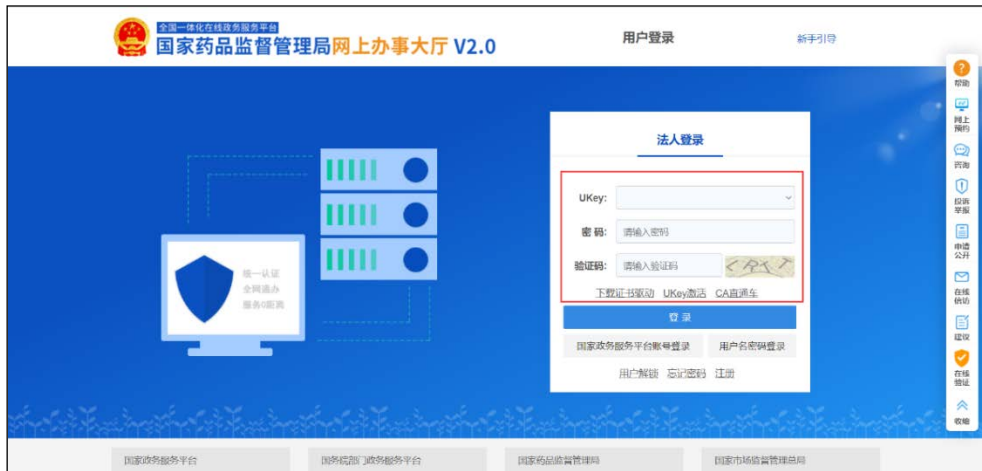 全国一体化在线政务服务平台
国家药品监督管理局网上办事大厅 V2.0
用户登录
新手引导
法人登录
UKey:
密 码: 请输入密码
验证码: 请输入验证码
下载证书驱动 UKey激活 CA直通车
登 录
国家政务服务平台账号登录 用户名密码登录
用户解锁 忘记密码 注册
统一认证
全网通办
服务0距离
帮助
网上
预约
咨询
投诉
举报
申请
公开
在线
信访
建议
在线
验证
收缩
国家政务服务平台 国务院部门政务服务平台 国家药品监督管理局 国家市场监督管理总局